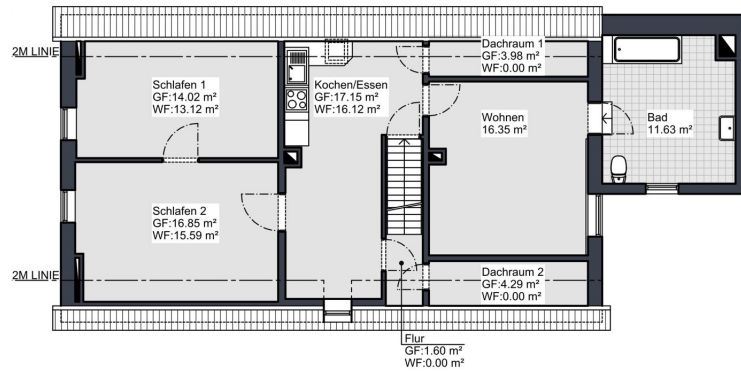 2M LINIE
Schlafen 1
GF:14.02 m²
WF:13.12 m²
Kochen/Essen
GF:17.15 m²
WF:16.12 m²
Dachraum 1
GF:3.98 m²
WF:0.00 m²
Wohnen
16.35 m²
Bad
11.63 m²
Schlafen 2
GF:16.85 m²
WF:15.59 m²
2M LINIE
Dachraum 2
GF:4.29 m²
WF:0.00 m²
Flur
GF:1.60 m²
WF:0.00 m²